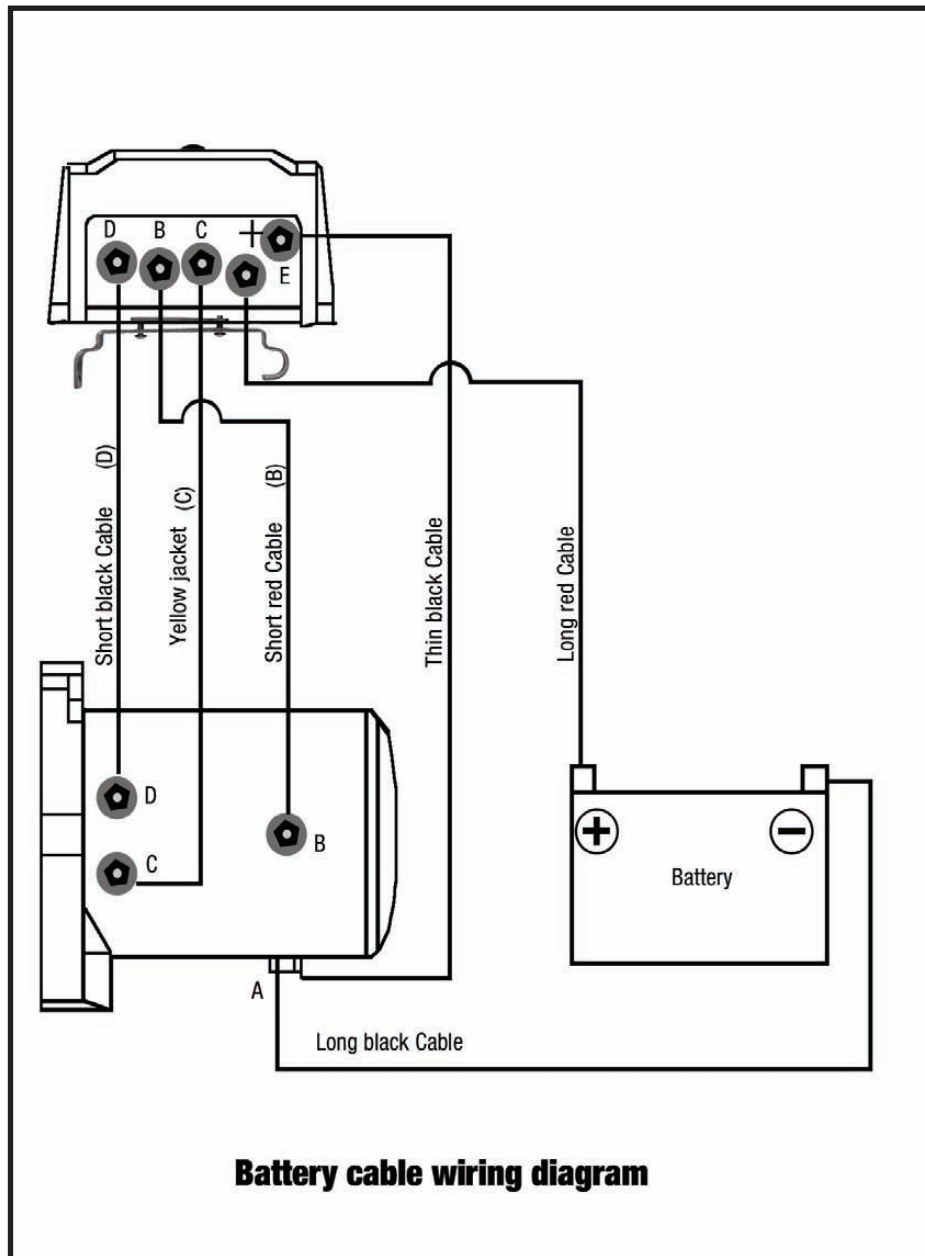 D B C +
E
Short black Cable (D)
Yellow jacket (C)
Short red Cable (B)
Thin black Cable
Long red Cable
D
C
B
A
+ −
Battery
Long black Cable
Battery cable wiring diagram